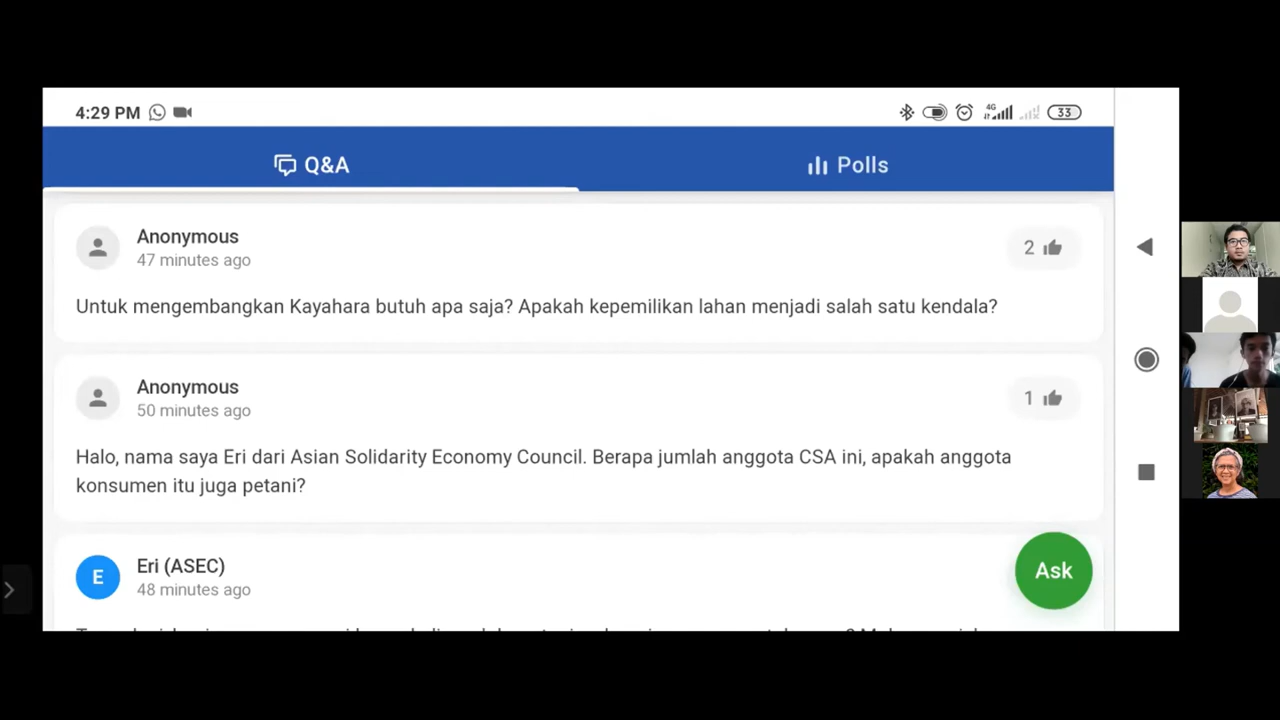 4:29 PM
4G
33
Q&A
Polls
Anonymous
47 minutes ago
2
Untuk mengembangkan Kayahara butuh apa saja? Apakah kepemilikan lahan menjadi salah satu kendala?
Anonymous
50 minutes ago
1
Halo, nama saya Eri dari Asian Solidarity Economy Council. Berapa jumlah anggota CSA ini, apakah anggota
konsumen itu juga petani?
E
Eri (ASEC)
48 minutes ago
Ask